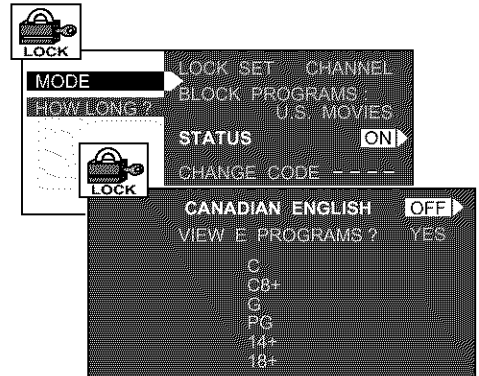 LOCK
MODE
HOW LONG ?
LOCK SET CHANNEL
BLOCK PROGRAMS :
U.S. MOVIES
STATUS ON
CHANGE CODE – – – –
LOCK
CANADIAN ENGLISH OFF
VIEW E PROGRAMS ? YES
C
C8+
G
PG
14+
18+